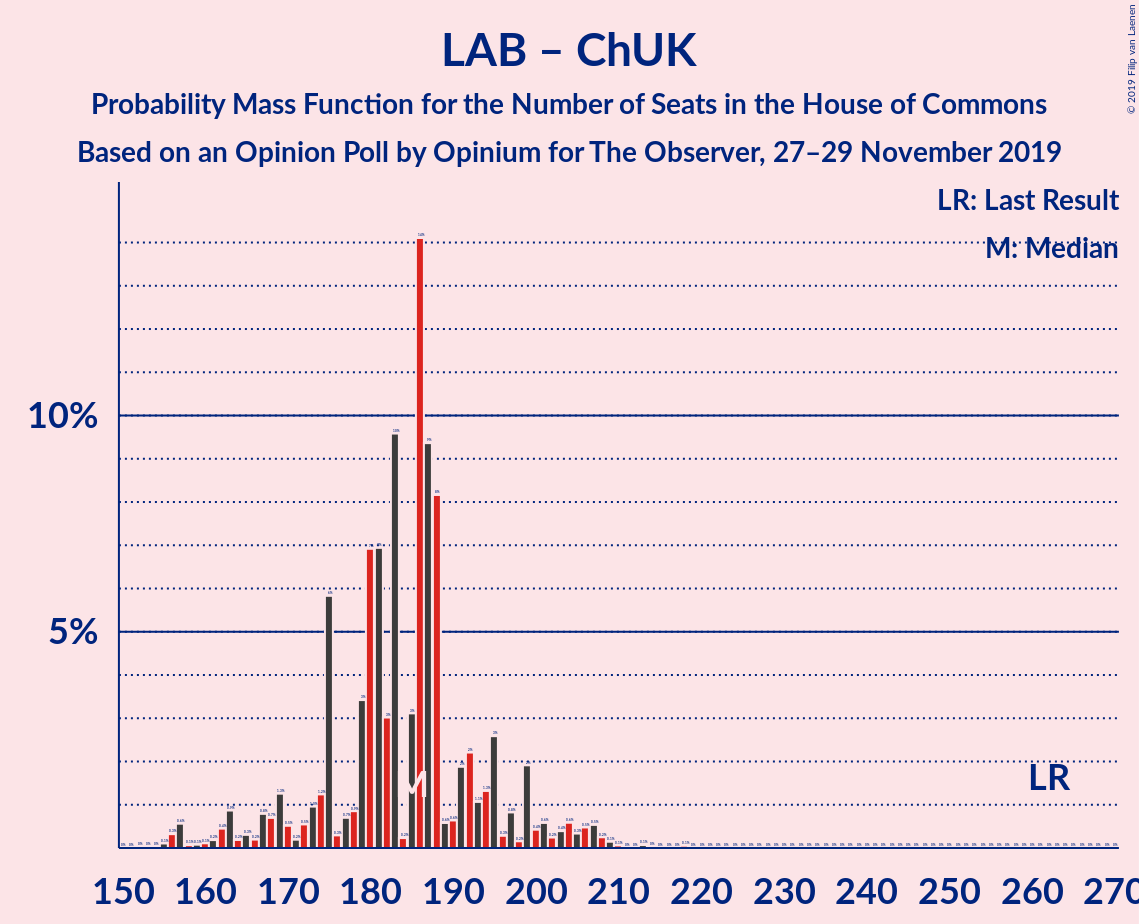 LAB – ChUK
Probability Mass Function for the Number of Seats in the House of Commons
Based on an Opinion Poll by Opinium for The Observer, 27–29 November 2019
© 2019 Filip van Laenen
LR: Last Result
M: Median
10%
5%
M
LR
150 160 170 180 190 200 210 220 230 240 250 260 270